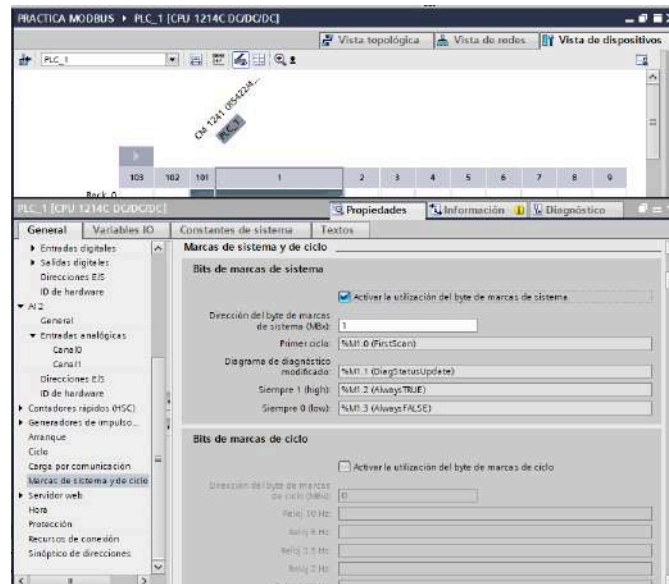 PRACTICA MODBUS ▸ PLC_1 [CPU 1214C DC/DC/DC]
Vista topológica Vista de redes Vista de dispositivos
PLC_1
CM 1241 (RS422/4...
PLC_1
103 102 101 1 2 3 4 5 6 7 8 9
Rack_0
PLC_1 [CPU 1214C DC/DC/DC]
Propiedades Información Diagnóstico
General Variables IO Constantes de sistema Textos
Entradas digitales
Salidas digitales
Direcciones E/S
ID de hardware
AI 2
General
Entradas analógicas
Canal0
Canal1
Direcciones E/S
ID de hardware
Contadores rápidos (HSC)
Generadores de impulso...
Arranque
Ciclo
Carga por comunicación
Marcas de sistema y de ciclo
Servidor web
Hora
Protección
Recursos de conexión
Sinóptico de direcciones
Marcas de sistema y de ciclo
Bits de marcas de sistema
Activar la utilización del byte de marcas de sistema
Dirección del byte de marcas
de sistema (MBx): 1
Primer ciclo: %M1.0 (FirstScan)
Diagrama de diagnóstico
modificada: %M1.1 (DiagStatusUpdate)
Siempre 1 (high): %M1.2 (AlwaysTRUE)
Siempre 0 (low): %M1.3 (AlwaysFALSE)
Bits de marcas de ciclo
Activar la utilización del byte de marcas de ciclo
Dirección del byte de marcas
de ciclo (MBx): 0
Reloj 10 Hz:
Reloj 5 Hz:
Reloj 2.5 Hz:
Reloj 2 Hz: